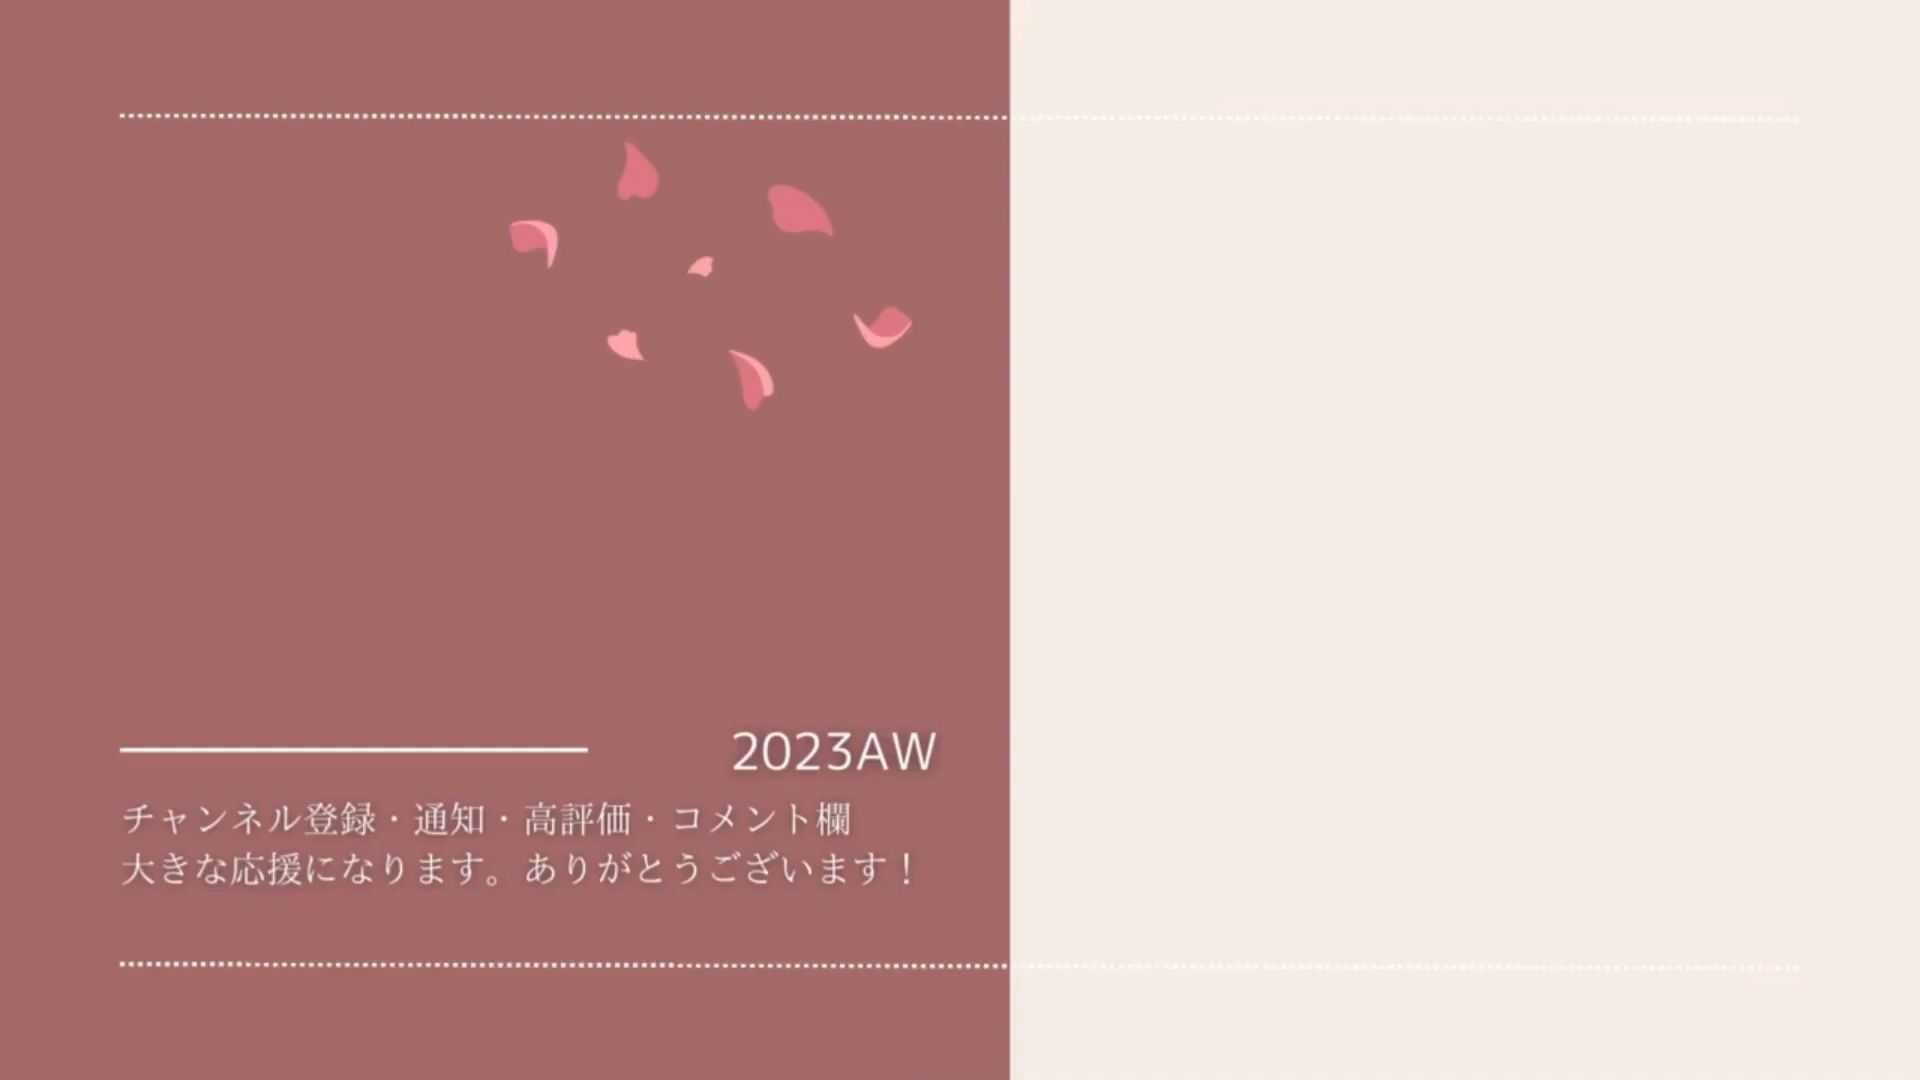 2023AW
チャンネル登録・通知・高評価・コメント欄
大きな応援になります。ありがとうございます！